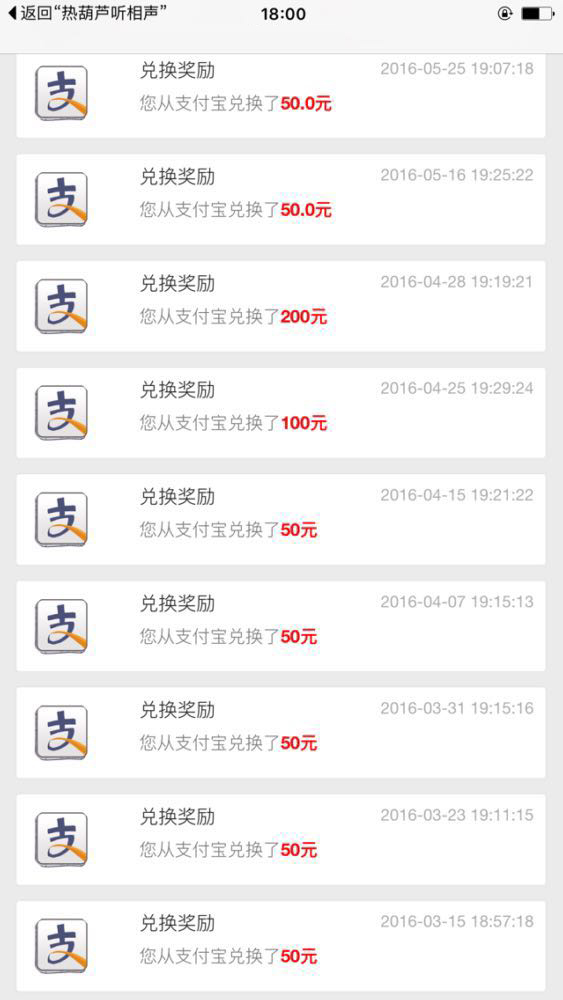 返回“热葫芦听相声” 18:00
兑换奖励 2016-05-25 19:07:18
您从支付宝兑换了50.0元
兑换奖励 2016-05-16 19:25:22
您从支付宝兑换了50.0元
兑换奖励 2016-04-28 19:19:21
您从支付宝兑换了200元
兑换奖励 2016-04-25 19:29:24
您从支付宝兑换了100元
兑换奖励 2016-04-15 19:21:22
您从支付宝兑换了50元
兑换奖励 2016-04-07 19:15:13
您从支付宝兑换了50元
兑换奖励 2016-03-31 19:15:16
您从支付宝兑换了50元
兑换奖励 2016-03-23 19:11:15
您从支付宝兑换了50元
兑换奖励 2016-03-15 18:57:18
您从支付宝兑换了50元